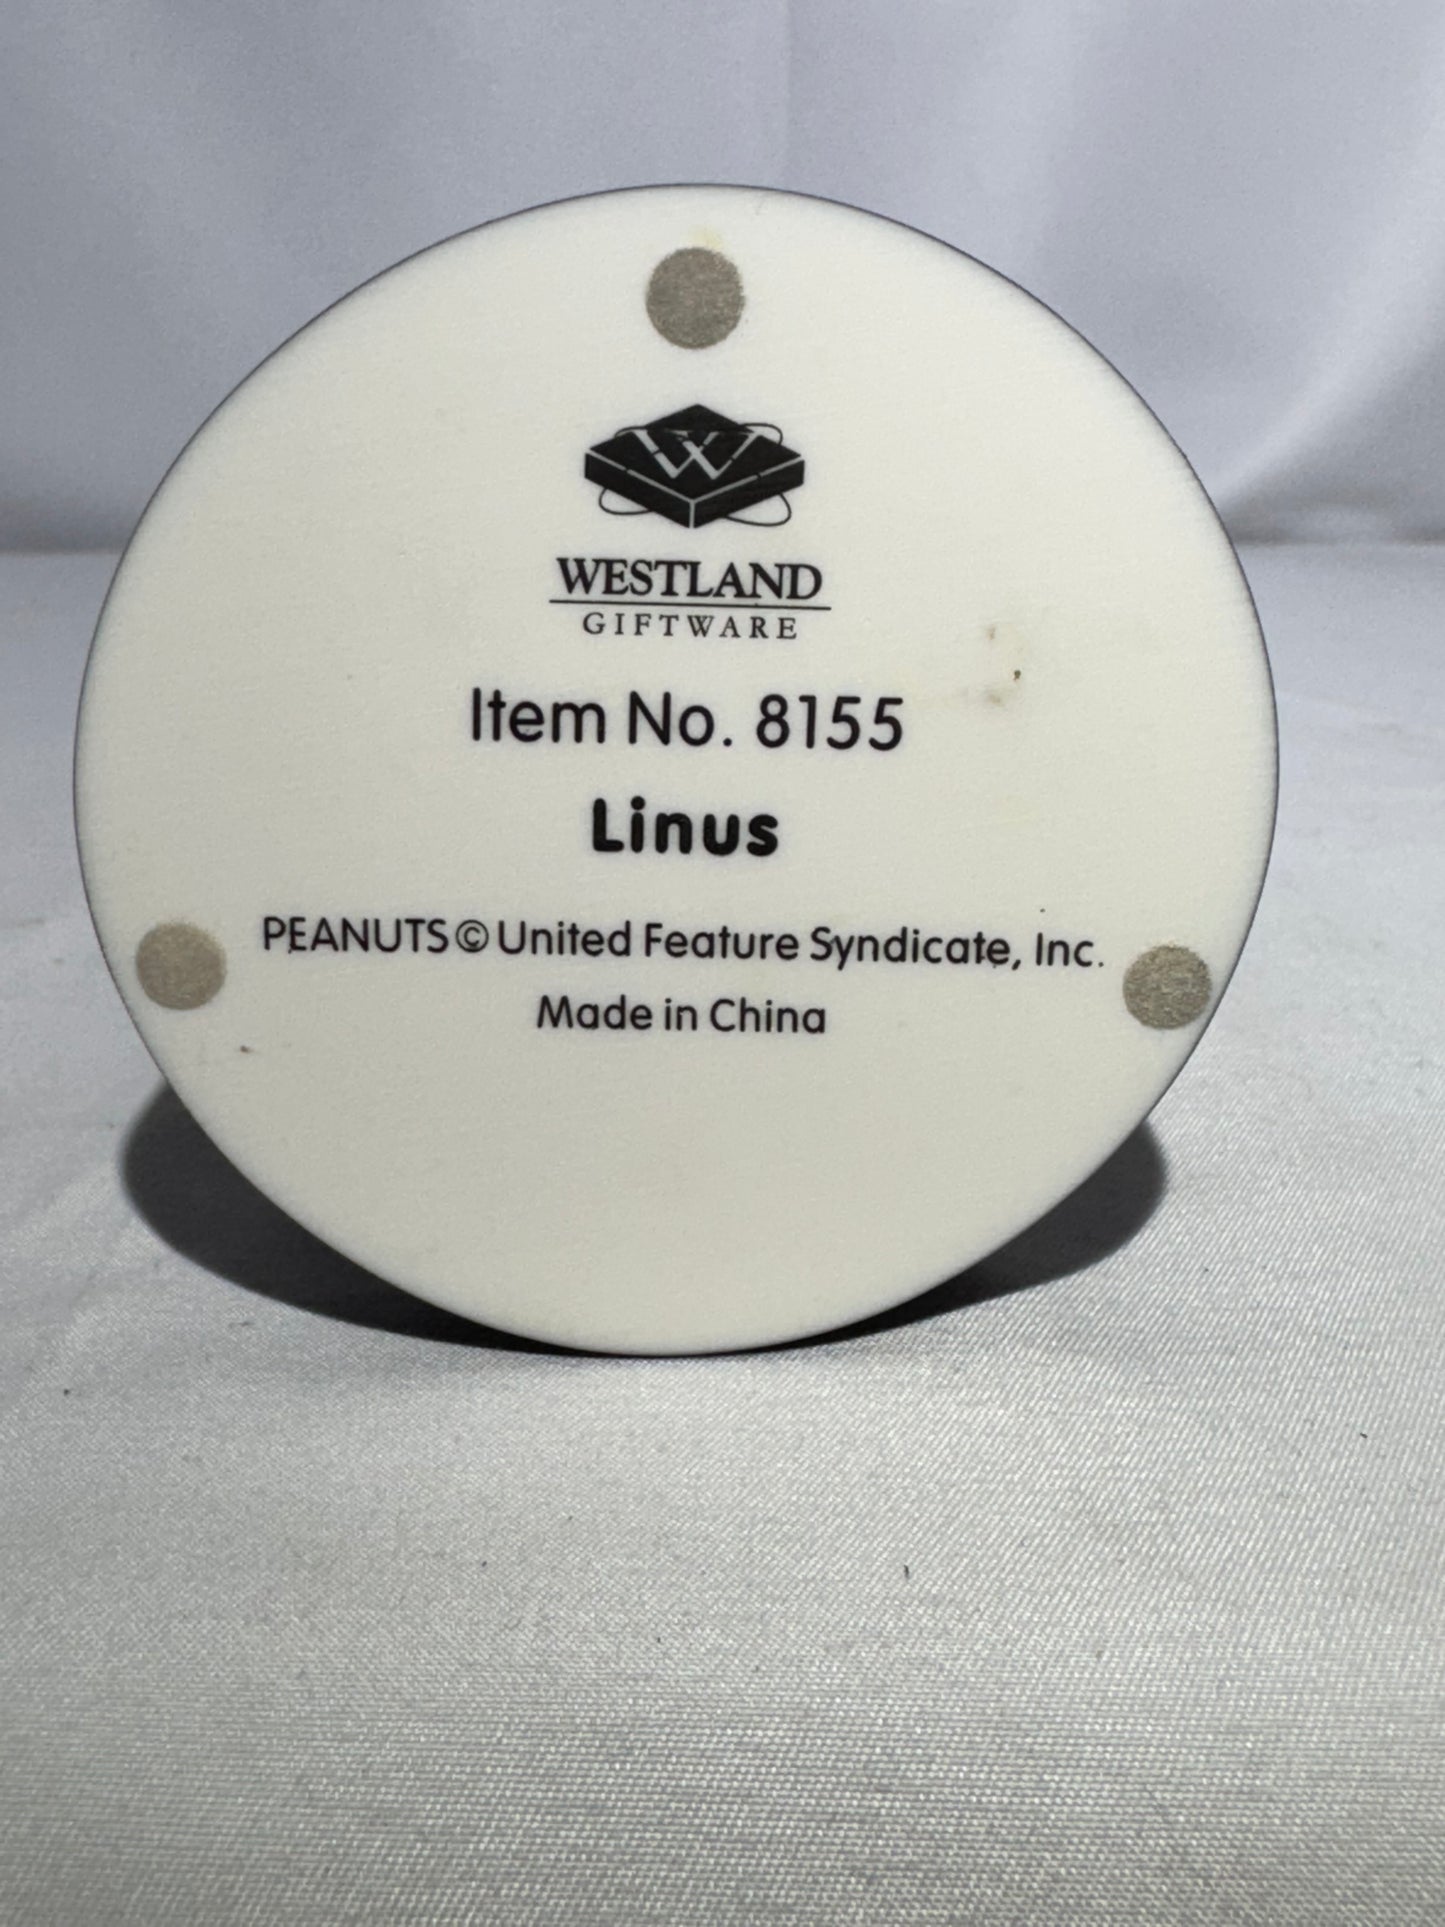 W
WESTLAND
GIFTWARE
Item No. 8155
Linus
PEANUTS © United Feature Syndicate, Inc.
Made in China